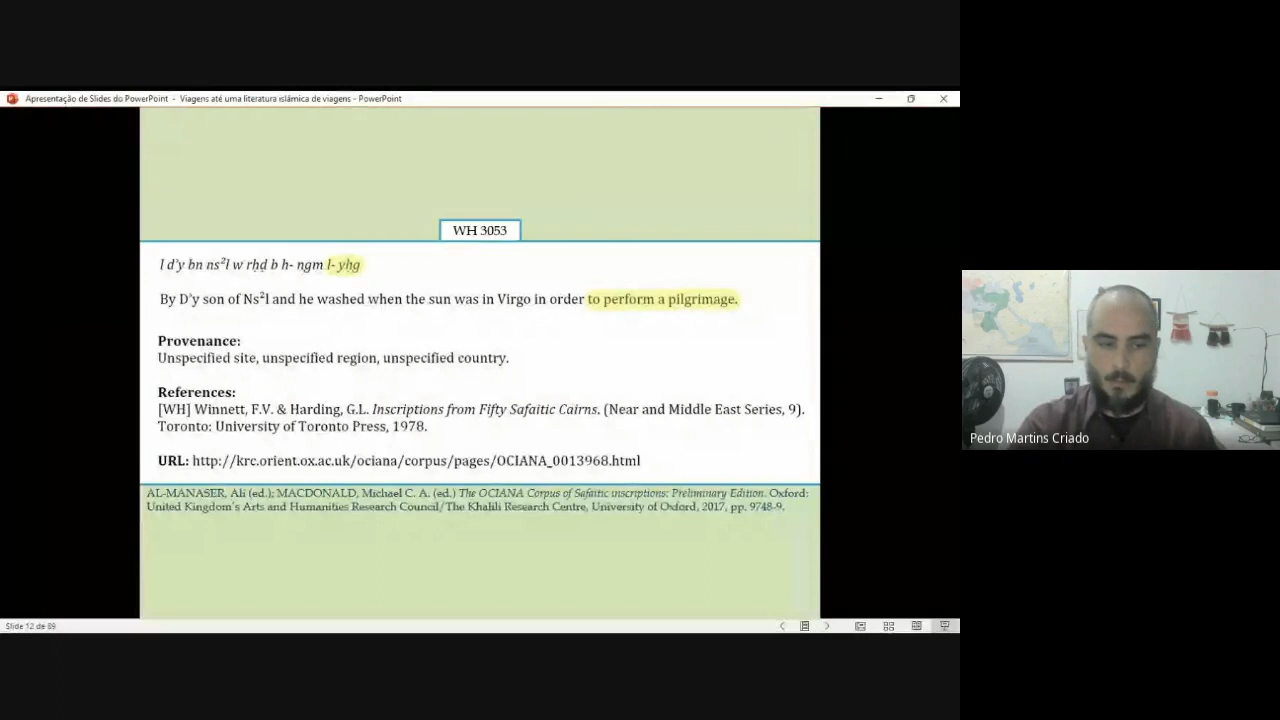 Apresentação de Slides do PowerPoint - Viagens até uma literatura islâmica de viagens - PowerPoint
WH 3053
l dʾy bn ns²l w rḥḍ b h- ngm l- yḥg
By Dʾy son of Ns²l and he washed when the sun was in Virgo in order to perform a pilgrimage.
Provenance:
Unspecified site, unspecified region, unspecified country.
References:
[WH] Winnett, F.V. & Harding, G.L. Inscriptions from Fifty Safaitic Cairns. (Near and Middle East Series, 9).
Toronto: University of Toronto Press, 1978.
URL: http://krc.orient.ox.ac.uk/ociana/corpus/pages/OCIANA_0013968.html
AL-MANASER, Ali (ed.); MACDONALD, Michael C. A. (ed.) The OCIANA Corpus of Safaitic inscriptions: Preliminary Edition. Oxford:
United Kingdom's Arts and Humanities Research Council/The Khalili Research Centre, University of Oxford, 2017, pp. 9748-9.
Slide 12 de 89
Pedro Martins Criado